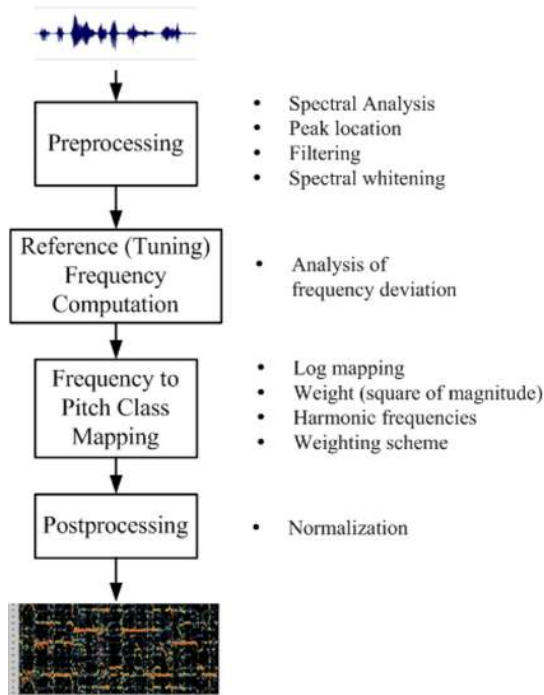 Preprocessing
• Spectral Analysis
• Peak location
• Filtering
• Spectral whitening
Reference (Tuning)
Frequency
Computation
• Analysis of
frequency deviation
Frequency to
Pitch Class
Mapping
• Log mapping
• Weight (square of magnitude)
• Harmonic frequencies
• Weighting scheme
Postprocessing
• Normalization